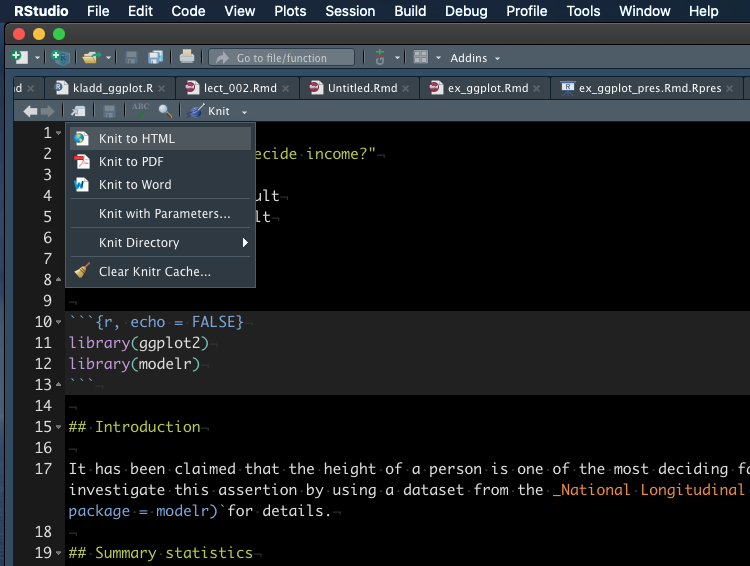 RStudio File Edit Code View Plots Session Build Debug Profile Tools Window Help
Go to file/function Addins
nd kladd_ggplot.R lect_002.Rmd Untitled.Rmd ex_ggplot.Rmd ex_ggplot_pres.Rmd.Rpres
ABC Knit
1
Knit to HTML
2 ecide income?"
Knit to PDF
3
Knit to Word
4 ult
5 lt
Knit with Parameters...
6
Knit Directory
7
Clear Knitr Cache...
8
9
10 ```{r, echo = FALSE}
11 library(ggplot2)
12 library(modelr)
13 ```
14
15 ## Introduction
16
17 It has been claimed that the height of a person is one of the most deciding fa
investigate this assertion by using a dataset from the _National Longitudinal
package = modelr)`for details.
18
19 ## Summary statistics